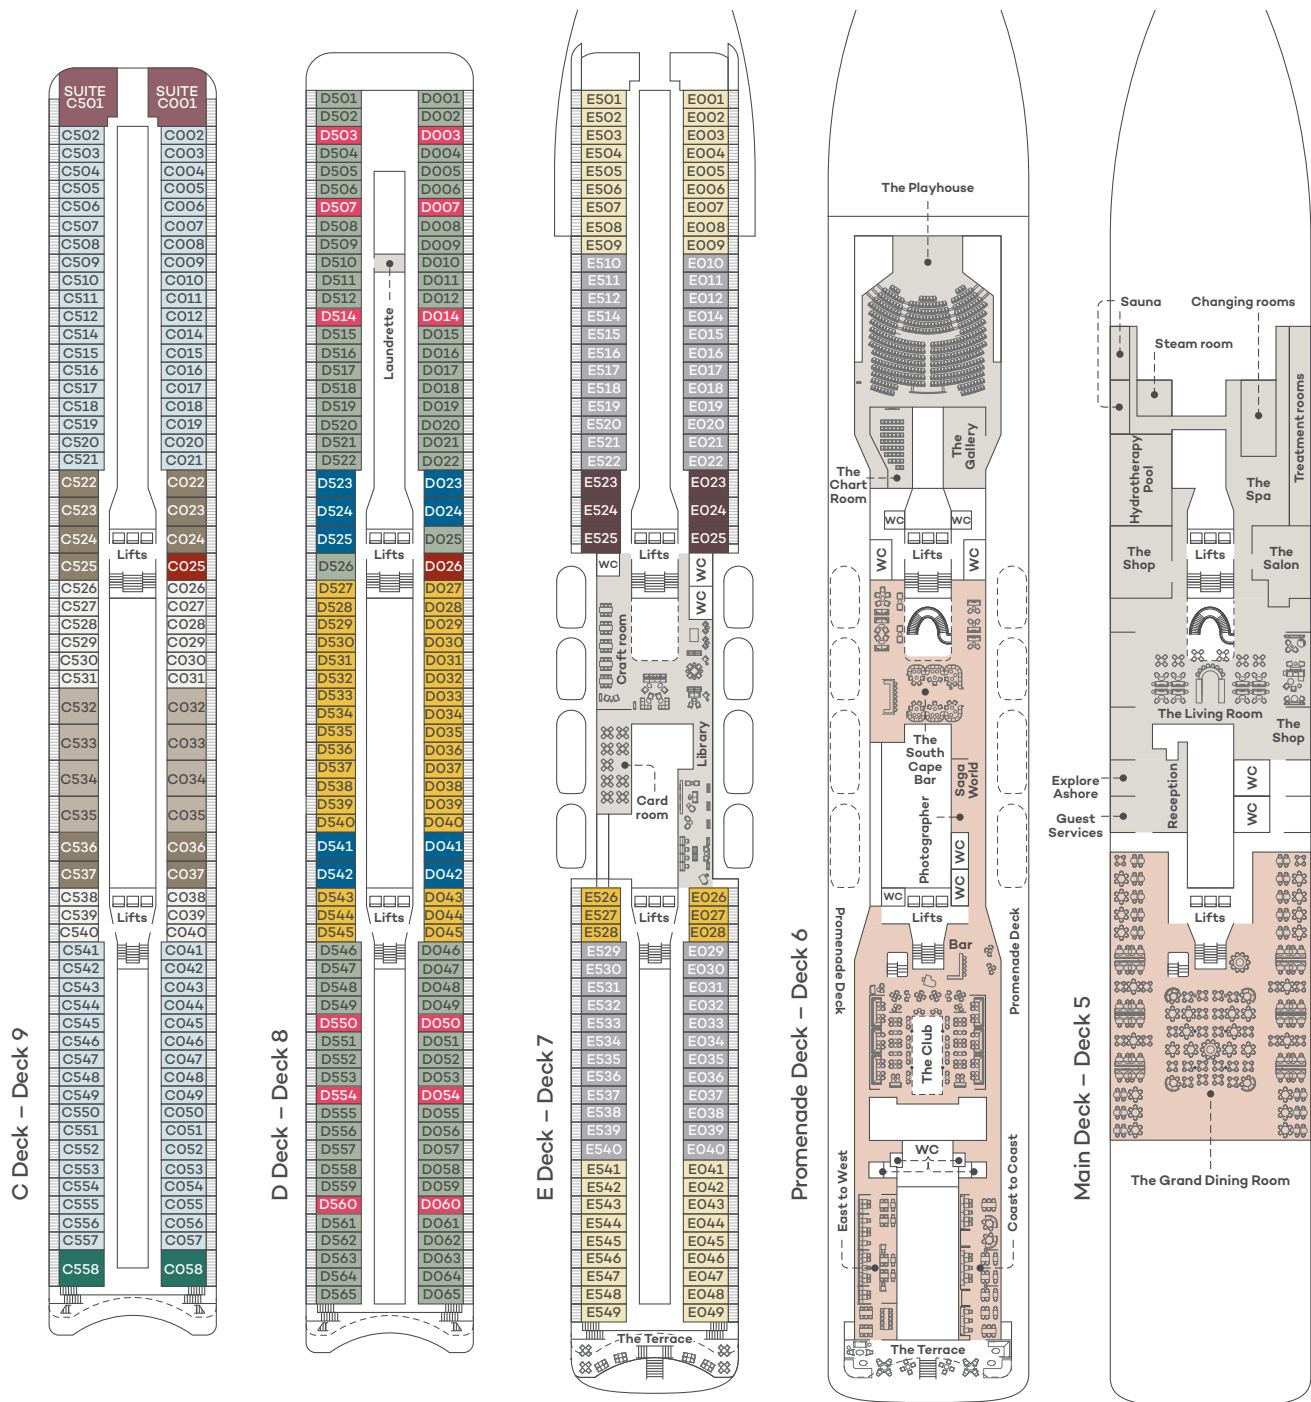 C Deck – Deck 9
SUITE
C501
C502
C503
C504
C505
C506
C507
C508
C509
C510
C511
C512
C514
C515
C516
C517
C518
C519
C520
C521
C522
C523
C524
C525
C526
C527
C528
C529
C530
C531
C532
C533
C534
C535
C536
C537
C538
C539
C540
C541
C542
C543
C544
C545
C546
C547
C548
C549
C550
C551
C552
C553
C554
C555
C556
C557
C558
Lifts
Lifts
SUITE
C001
C002
C003
C004
C005
C006
C007
C008
C009
C010
C011
C012
C014
C015
C016
C017
C018
C019
C020
C021
C022
C023
C024
C025
C026
C027
C028
C029
C030
C031
C032
C033
C034
C035
C036
C037
C038
C039
C040
C041
C042
C043
C044
C045
C046
C047
C048
C049
C050
C051
C052
C053
C054
C055
C056
C057
C058
D Deck – Deck 8
D501
D502
D503
D504
D505
D506
D507
D508
D509
D510
D511
D512
D514
D515
D516
D517
D518
D519
D520
D521
D522
D523
D524
D525
D526
D527
D528
D529
D530
D531
D532
D533
D534
D535
D536
D537
D538
D539
D540
D541
D542
D543
D544
D545
D546
D547
D548
D549
D550
D551
D552
D553
D554
D555
D556
D557
D558
D559
D560
D561
D562
D563
D564
D565
Laundrette
Lifts
Lifts
D001
D002
D003
D004
D005
D006
D007
D008
D009
D010
D011
D012
D014
D015
D016
D017
D018
D019
D020
D021
D022
D023
D024
D025
D026
D027
D028
D029
D030
D031
D032
D033
D034
D035
D036
D037
D038
D039
D040
D041
D042
D043
D044
D045
D046
D047
D048
D049
D050
D051
D052
D053
D054
D055
D056
D057
D058
D059
D060
D061
D062
D063
D064
D065
E Deck – Deck 7
E501
E502
E503
E504
E505
E506
E507
E508
E509
E510
E511
E512
E514
E515
E516
E517
E518
E519
E520
E521
E522
E523
E524
E525
WC
Craft room
Card
room
E526
E527
E528
E529
E530
E531
E532
E533
E534
E535
E536
E537
E538
E539
E540
E541
E542
E543
E544
E545
E546
E547
E548
E549
Lifts
Lifts
E001
E002
E003
E004
E005
E006
E007
E008
E009
E010
E011
E012
E014
E015
E016
E017
E018
E019
E020
E021
E022
E023
E024
E025
WC
WC
Library
E026
E027
E028
E029
E030
E031
E032
E033
E034
E035
E036
E037
E038
E039
E040
E041
E042
E043
E044
E045
E046
E047
E048
E049
The Terrace
Promenade Deck – Deck 6
The Playhouse
The
Chart
Room
The
Gallery
WC
WC
WC
WC
Lifts
The
South
Cape
Bar
Saga
World
Photographer
WC
WC
WC
Lifts
Promenade Deck
Promenade Deck
Bar
The Club
WC
East to West
Coast to Coast
The Terrace
Main Deck – Deck 5
Sauna
Changing rooms
Steam room
Treatment rooms
Hydrotherapy
Pool
The
Spa
The
Shop
Lifts
The
Salon
The Living Room
The
Shop
Explore
Ashore
Guest
Services
Reception
WC
WC
Lifts
The Grand Dining Room